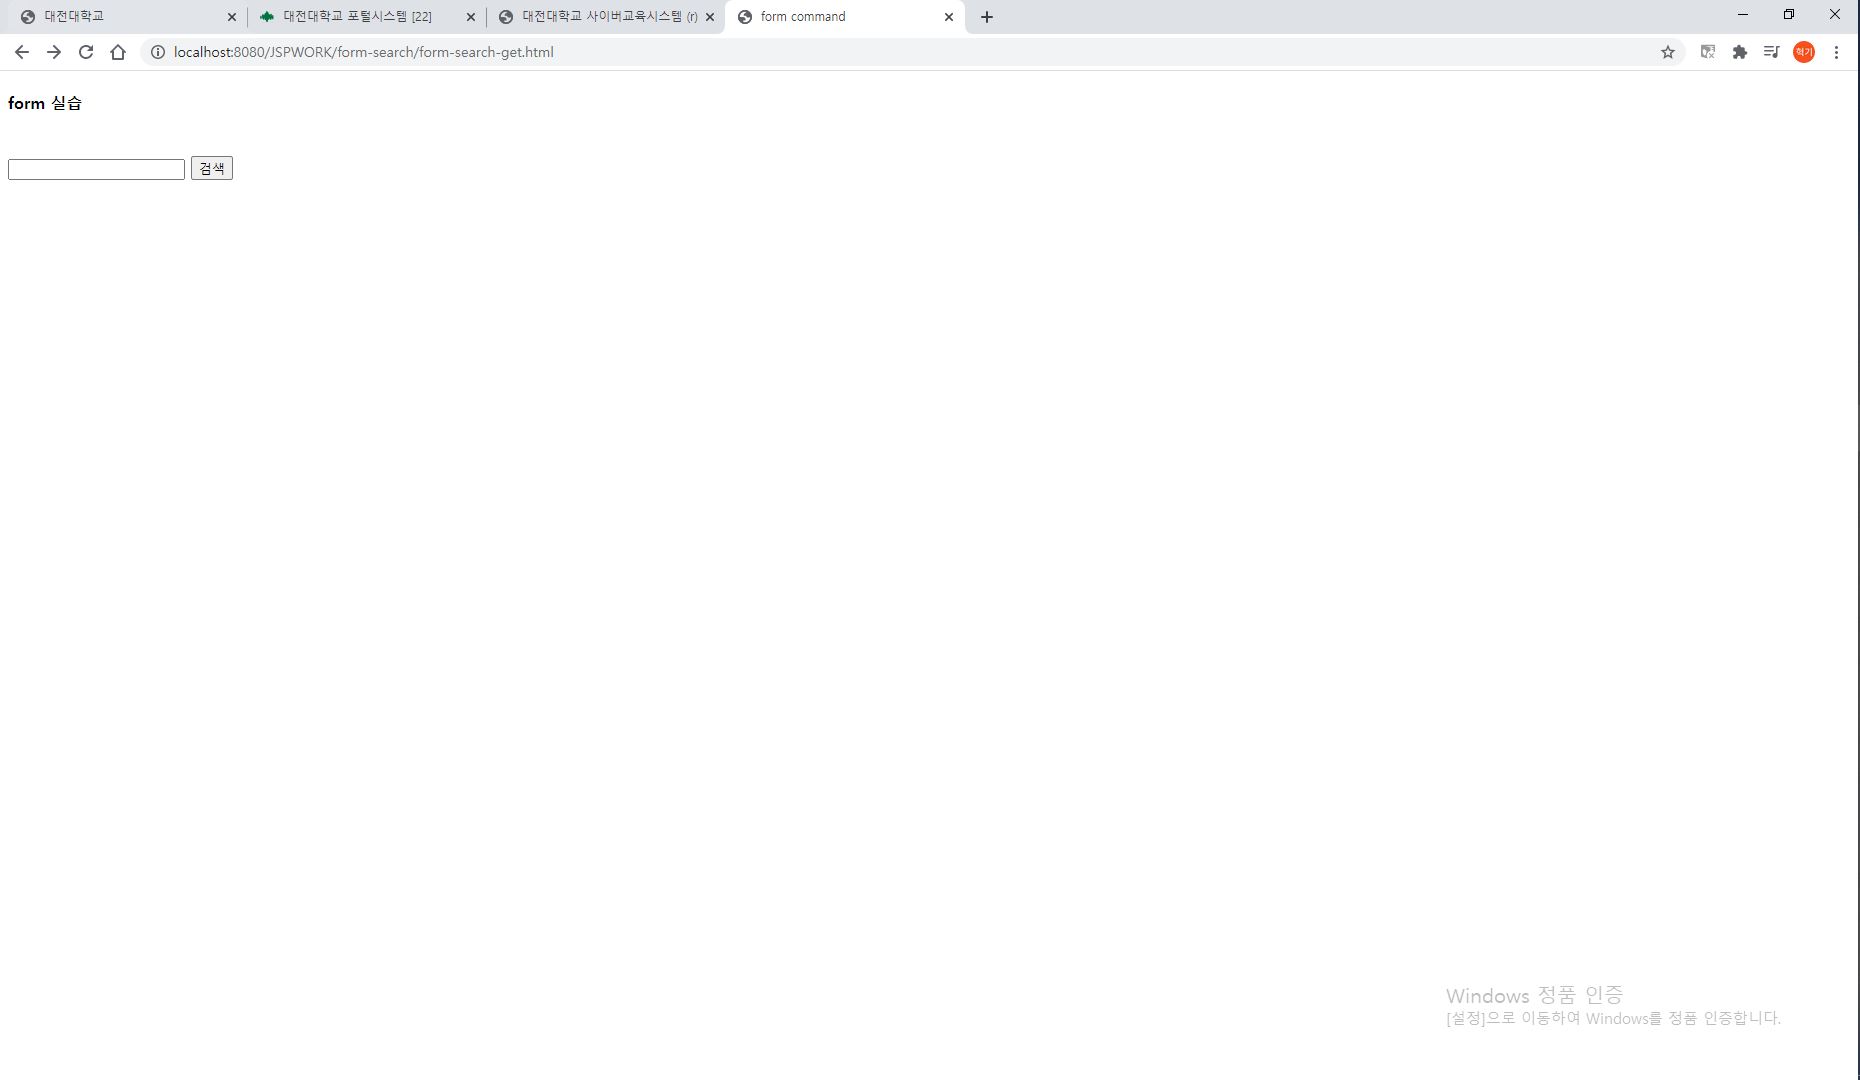 대전대학교
대전대학교 포털시스템 [22]
대전대학교 사이버교육시스템 (r)
form command
localhost:8080/JSPWORK/form-search/form-search-get.html
혁기
form 실습
검색
Windows 정품 인증
[설정]으로 이동하여 Windows를 정품 인증합니다.